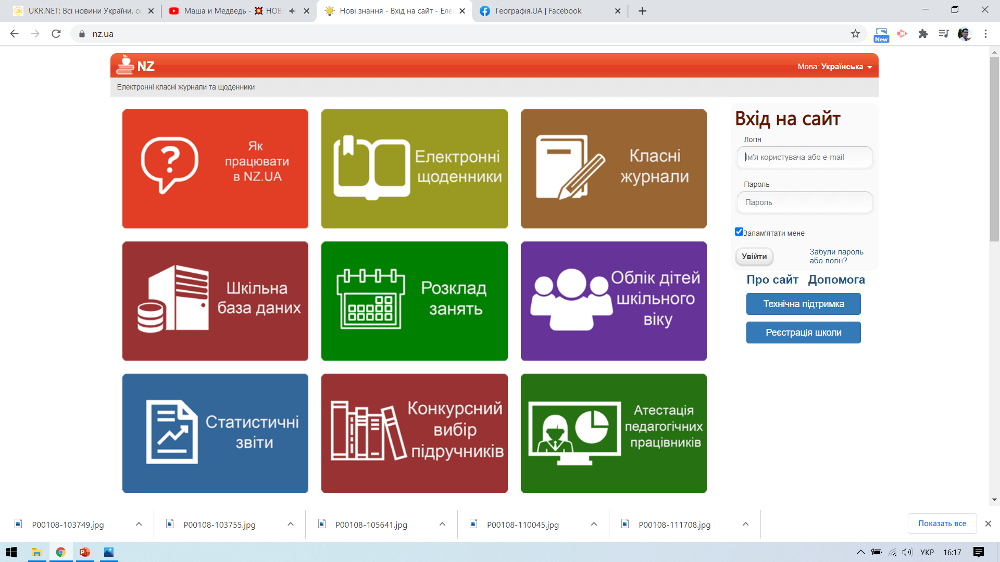 UKR.NET: Всі новини України, ос
Маша и Медведь - 💥 НОВ
Нові знання - Вхід на сайт - Еле
Географія.UA | Facebook
nz.ua
New
NZ
Мова: Українська
Електронні класні журнали та щоденники
Як
працювати
в NZ.UA
Електронні
щоденники
Класні
журнали
Шкільна
база даних
Розклад
занять
Облік дітей
шкільного
віку
Статистичні
звіти
Конкурсний
вибір
підручників
Атестація
педагогічних
працівників
Вхід на сайт
Логін
Ім'я користувача або e-mail
Пароль
Пароль
Запам'ятати мене
Увійти
Забули пароль
або логін?
Про сайт Допомога
Технічна підтримка
Реєстрація школи
P00108-103749.jpg
P00108-103755.jpg
P00108-105641.jpg
P00108-110045.jpg
P00108-111708.jpg
Показать все
УКР
16:17